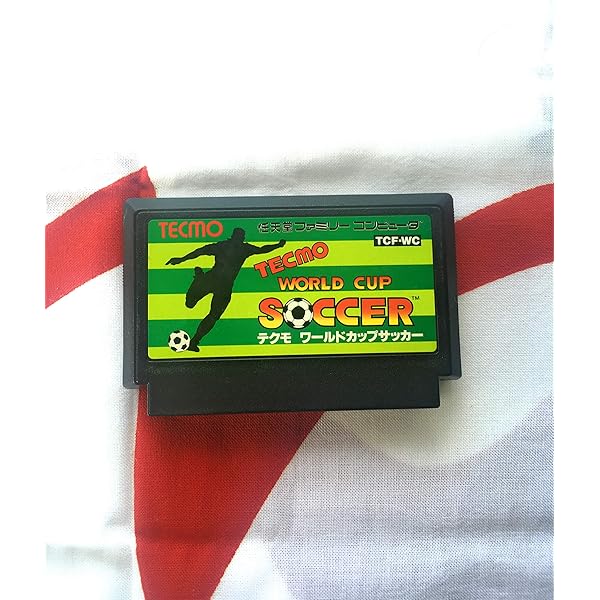 TECMO 任天堂ファミリー コンピュータ
TCF-WC
TECMO
WORLD CUP
SOCCER™
テクモ ワールドカップサッカー